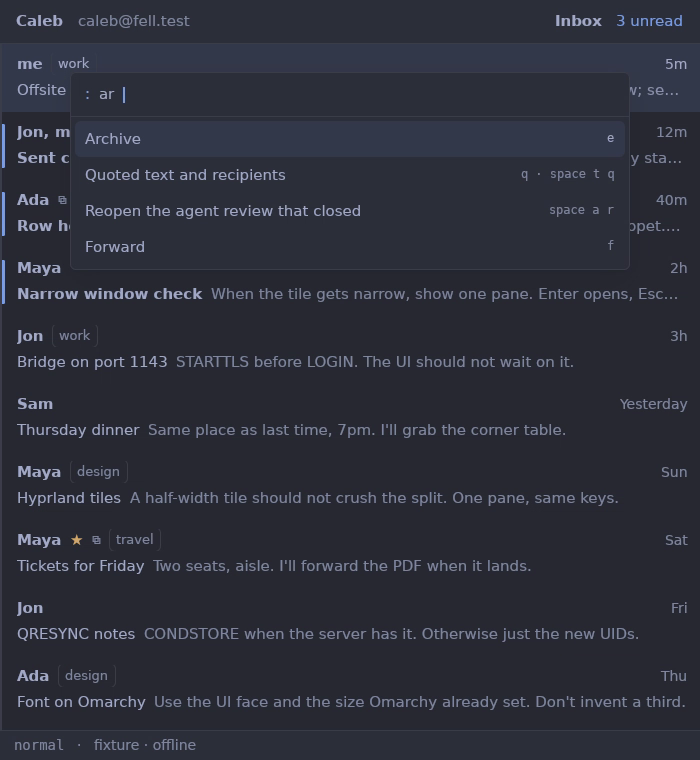 Caleb caleb@fell.test Inbox 3 unread
me work 5m
: ar
Offsite w; se…
Archive e
Jon, m 12m
Sent c y sta…
Quoted text and recipients q · space t q
Ada 40m
Reopen the agent review that closed space a r
Row h ppet.…
Forward f
Maya 2h
Narrow window check When the tile gets narrow, show one pane. Enter opens, Esc…
Jon work 3h
Bridge on port 1143 STARTTLS before LOGIN. The UI should not wait on it.
Sam Yesterday
Thursday dinner Same place as last time, 7pm. I'll grab the corner table.
Maya design Sun
Hyprland tiles A half-width tile should not crush the split. One pane, same keys.
Maya ★ travel Sat
Tickets for Friday Two seats, aisle. I'll forward the PDF when it lands.
Jon Fri
QRESYNC notes CONDSTORE when the server has it. Otherwise just the new UIDs.
Ada design Thu
Font on Omarchy Use the UI face and the size Omarchy already set. Don't invent a third.
normal · fixture · offline